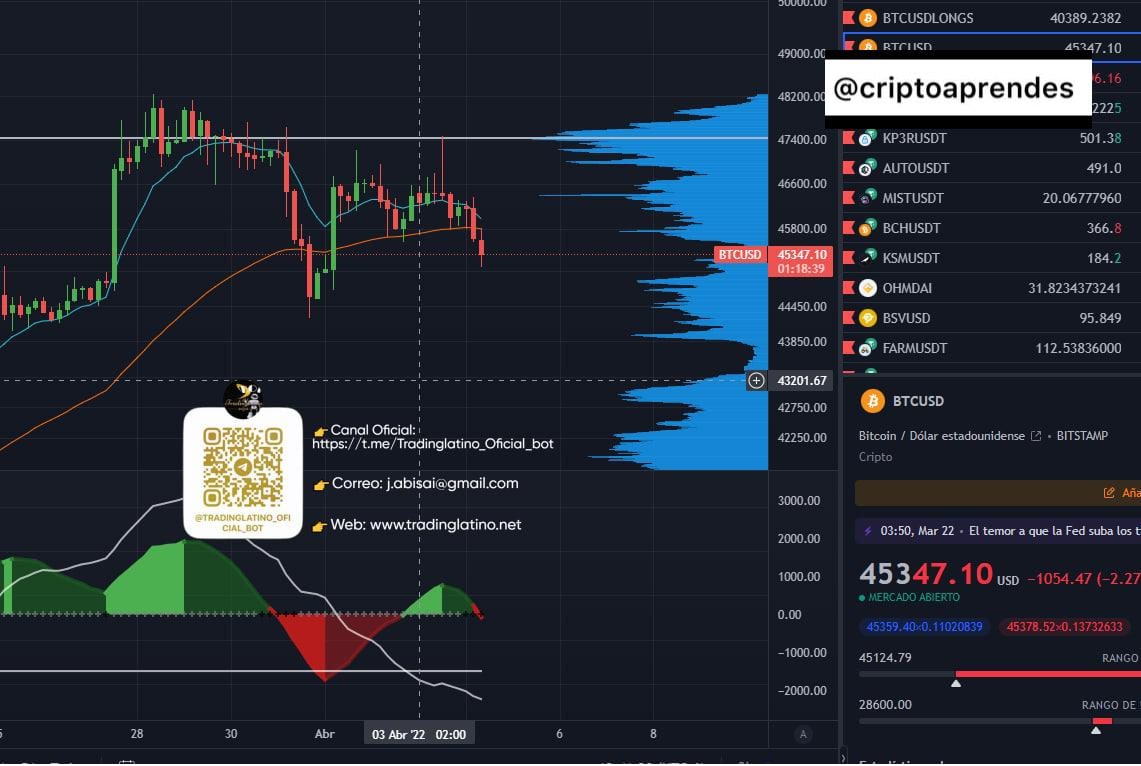 50000.00
49000.00
48200.00
47400.00
46600.00
45800.00
BTCUSD 45347.10
01:18:39
44450.00
43850.00
43201.67
42750.00
42250.00
3000.00
2000.00
1000.00
0.00
−1000.00
−2000.00
28
30
Abr
03 Abr '22 02:00
6
8
A
Canal Oficial:
https://t.me/Tradinglatino_Oficial_bot
Correo: j.abisai@gmail.com
Web: www.tradinglatino.net
@TRADINGLATINO_OFI
CIAL_BOT
BTCUSDLONGS 40389.2382
BTCUSD 45347.10
@criptoaprendes
6.16
2225
KP3RUSDT 501.38
AUTOUSDT 491.0
MISTUSDT 20.06777960
BCHUSDT 366.8
KSMUSDT 184.2
OHMDAI 31.8234373241
BSVUSD 95.849
FARMUSDT 112.53836000
BTCUSD
Bitcoin / Dólar estadounidense • BITSTAMP
Cripto
Aña
03:50, Mar 22 • El temor a que la Fed suba los t
45347.10 USD −1054.47 (−2.27
MERCADO ABIERTO
45359.40×0.11020839 45378.52×0.13732633
45124.79 RANGO
28600.00 RANGO DE